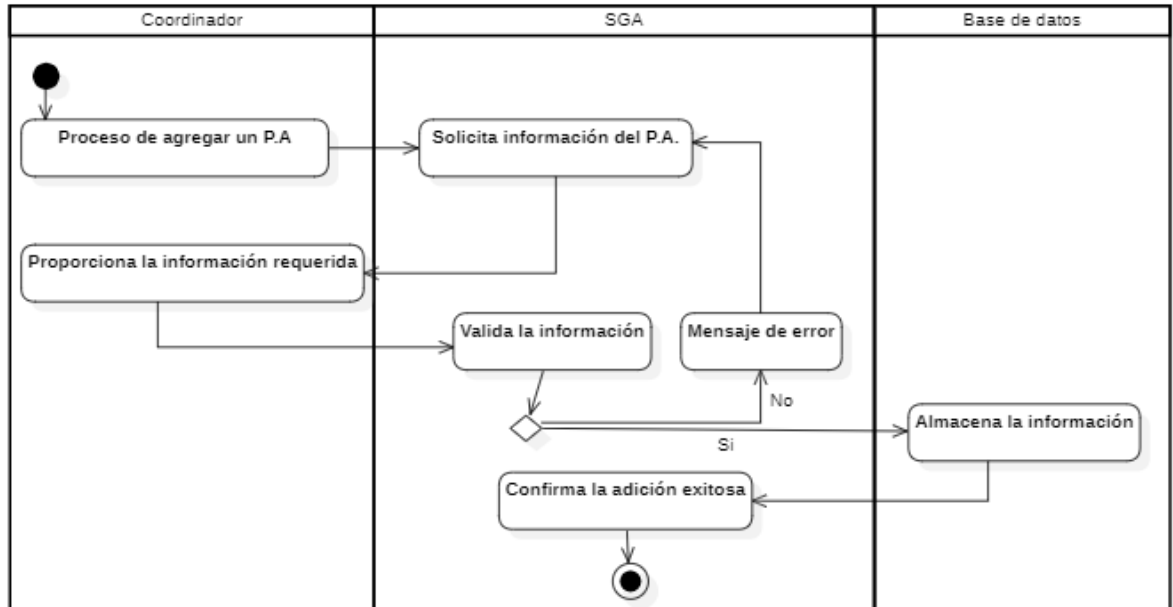 Coordinador
SGA
Base de datos
Proceso de agregar un P.A
Solicita información del P.A.
Proporciona la información requerida
Valida la información
Mensaje de error
No
Si
Almacena la información
Confirma la adición exitosa